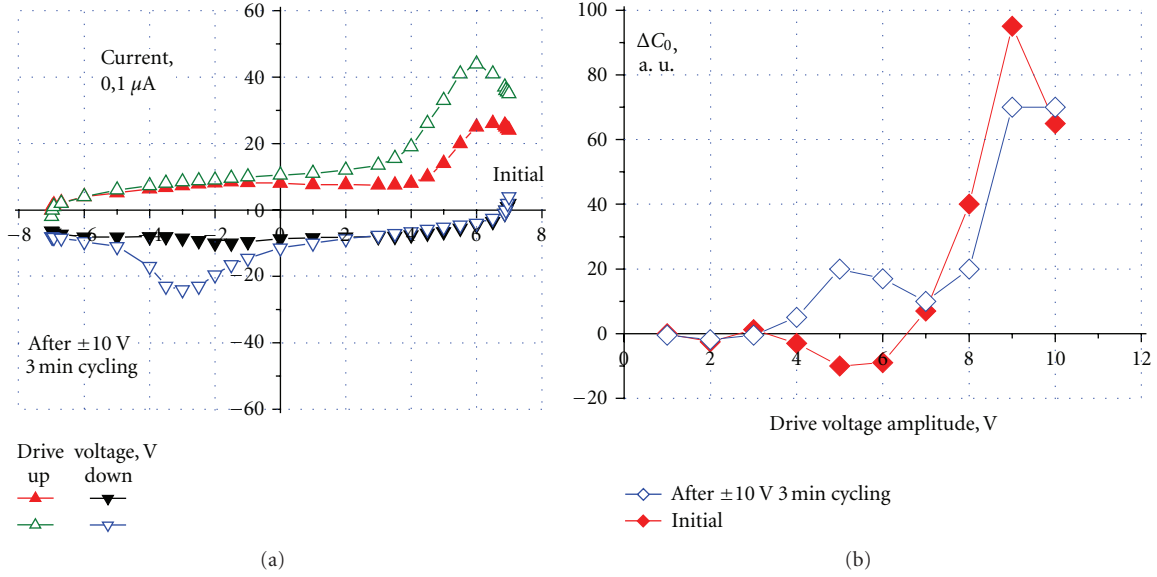 60
40
20
0
−20
−40
−60
−8 −6 −4 −2 0 2 4 6 8
Current,
0,1 μA
Initial
After ±10 V
3 min cycling
Drive voltage, V
up down
(a)
100
80
60
40
20
0
−20
0 2 4 6 8 10 12
ΔC0,
a. u.
Drive voltage amplitude, V
After ±10 V 3 min cycling
Initial
(b)